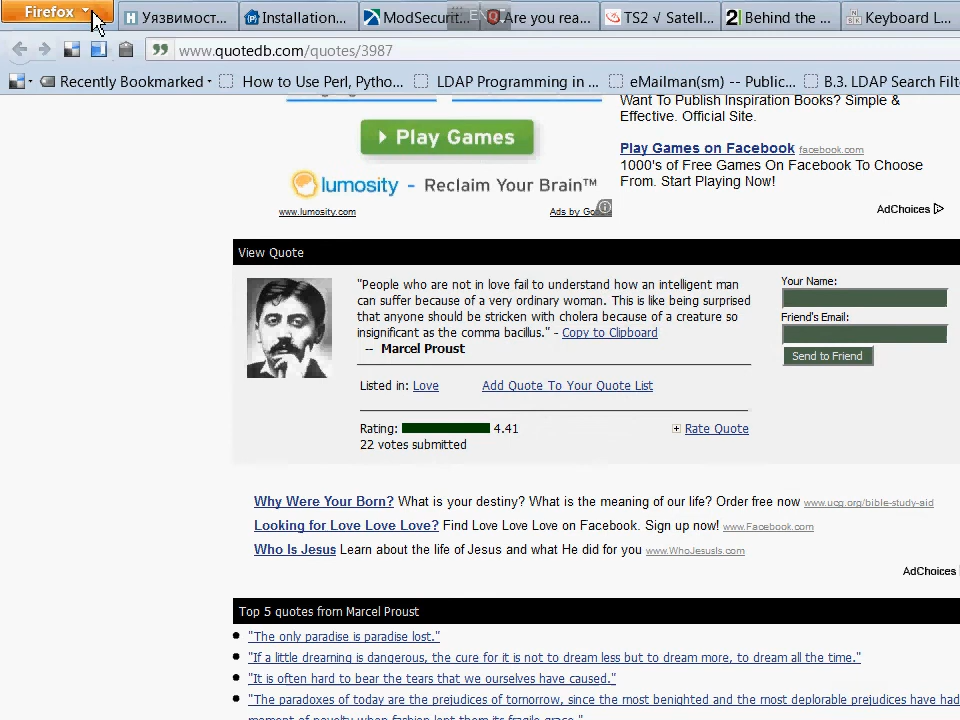 Firefox
Уязвимост...
Installation...
ModSecurit...
Are you rea...
TS2 √ Satell...
2 Behind the ...
Keyboard L...
www.quotedb.com/quotes/3987
Recently Bookmarked
How to Use Perl, Pytho...
LDAP Programming in ...
eMailman(sm) -- Public...
B.3. LDAP Search Filt
Want To Publish Inspiration Books? Simple &
Effective. Official Site.
Play Games
Play Games on Facebook facebook.com
1000's of Free Games On Facebook To Choose
From. Start Playing Now!
lumosity - Reclaim Your Brain™
www.lumosity.com
Ads by Go
AdChoices
View Quote
"People who are not in love fail to understand how an intelligent man
can suffer because of a very ordinary woman. This is like being surprised
that anyone should be stricken with cholera because of a creature so
insignificant as the comma bacillus." - Copy to Clipboard
-- Marcel Proust
Your Name:
Friend's Email:
Send to Friend
Listed in: Love
Add Quote To Your Quote List
Rating: 4.41
Rate Quote
22 votes submitted
Why Were Your Born? What is your destiny? What is the meaning of our life? Order free now www.ucg.org/bible-study-aid
Looking for Love Love Love? Find Love Love Love on Facebook. Sign up now! www.Facebook.com
Who Is Jesus Learn about the life of Jesus and what He did for you www.WhoJesusIs.com
AdChoices
Top 5 quotes from Marcel Proust
"The only paradise is paradise lost."
"If a little dreaming is dangerous, the cure for it is not to dream less but to dream more, to dream all the time."
"It is often hard to bear the tears that we ourselves have caused."
"The paradoxes of today are the prejudices of tomorrow, since the most benighted and the most deplorable prejudices have had
moment of novelty when fashion lent them its fragile grace."